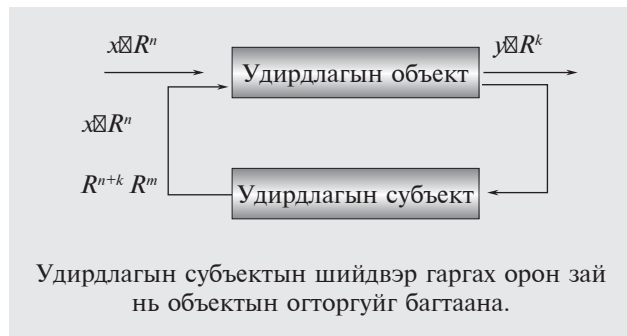 x☒Rⁿ
y☒Rᵏ
Удирдлагын объект
x☒Rⁿ
Rⁿ⁺ᵏ Rᵐ
Удирдлагын субъект
Удирдлагын субъектын шийдвэр гаргах орон зай
нь объектын огторгуйг багтаана.